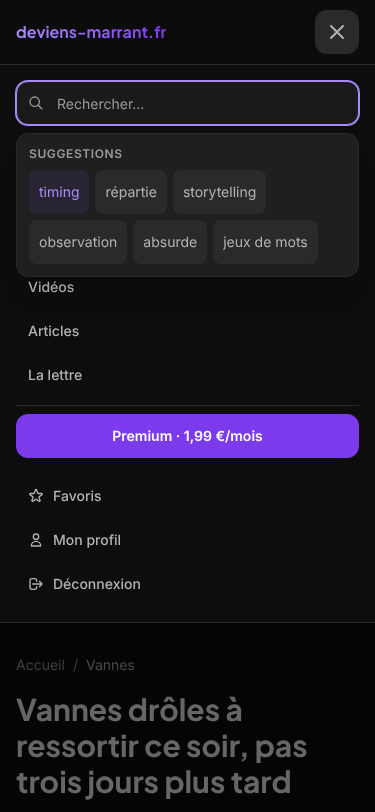 deviens-marrant.fr
Rechercher...
SUGGESTIONS
timing répartie storytelling
observation absurde jeux de mots
Vidéos
Articles
La lettre
Premium · 1,99 €/mois
Favoris
Mon profil
Déconnexion
Accueil / Vannes
Vannes drôles à
ressortir ce soir, pas
trois jours plus tard